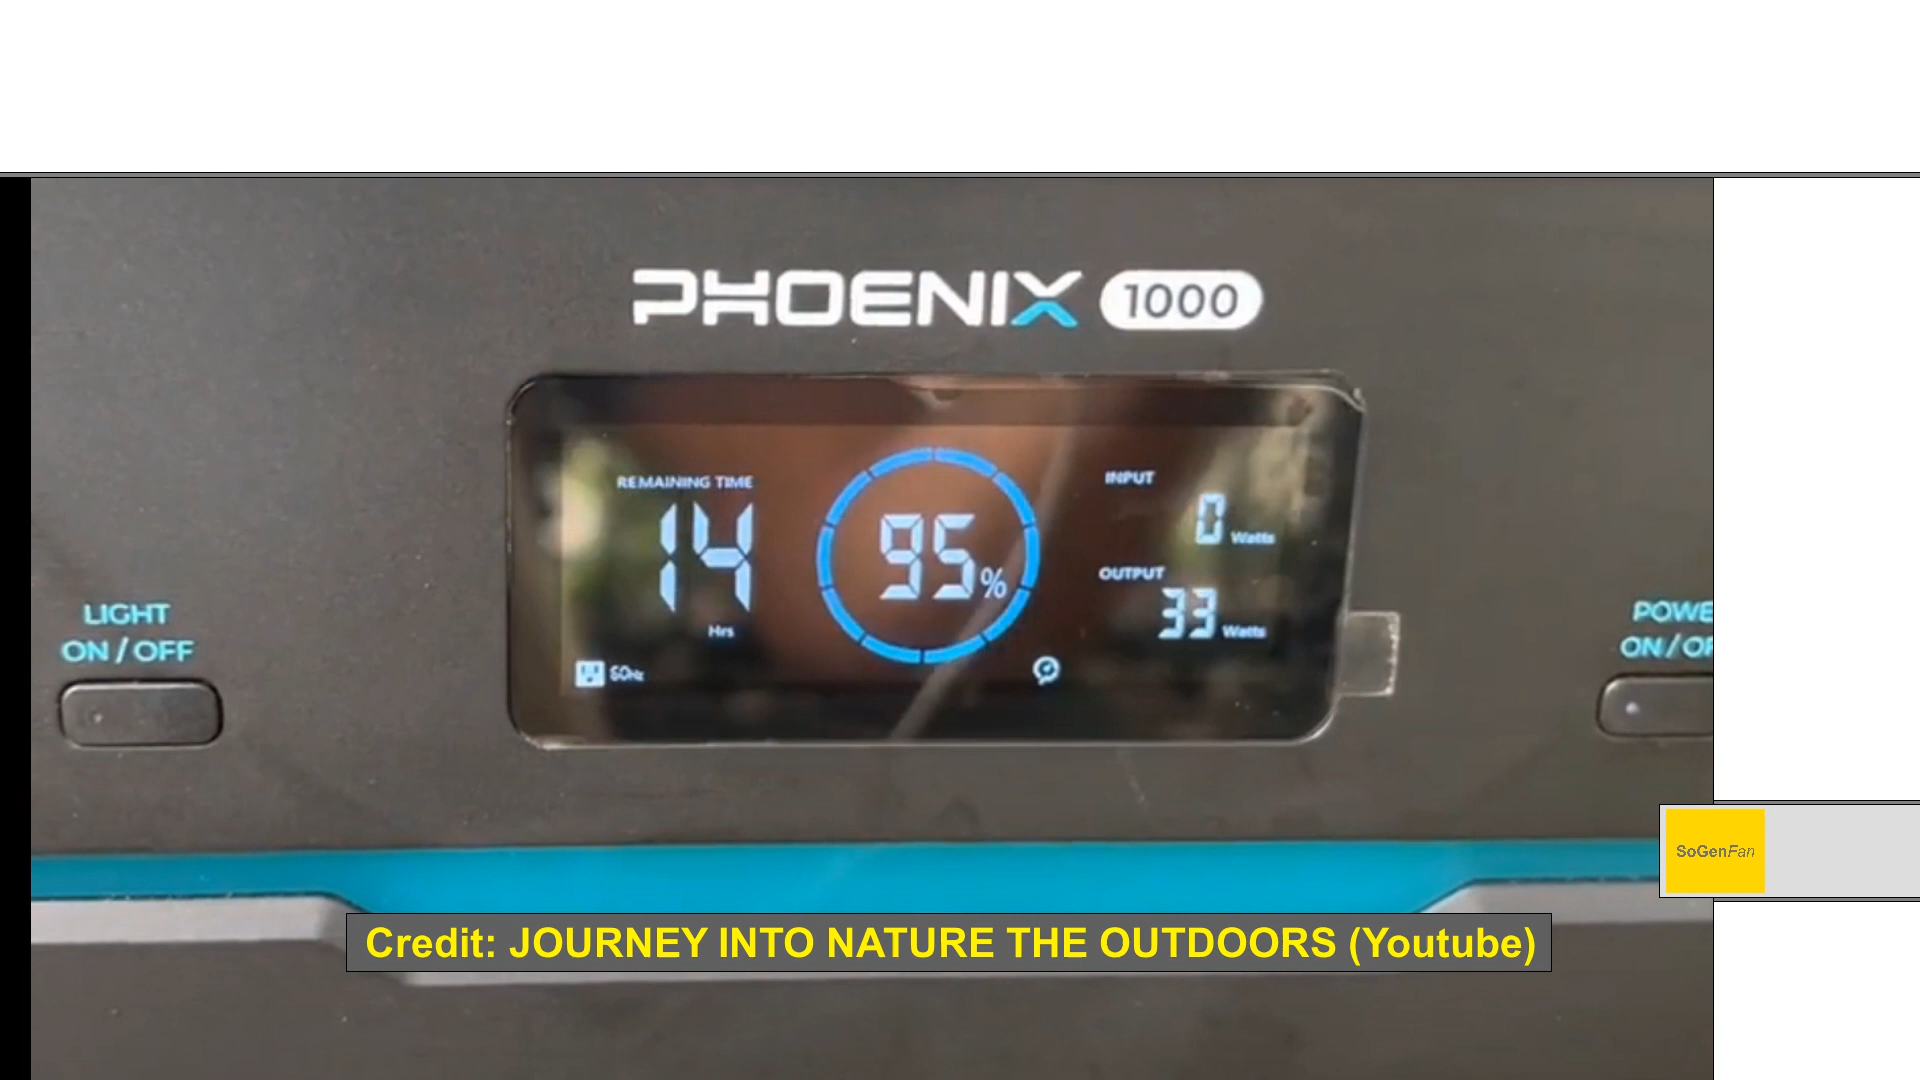 PHOENIX 1000
REMAINING TIME
14
Hrs
95%
INPUT
0 Watts
OUTPUT
33 Watts
LIGHT
ON / OFF
POWE
ON / OF
SoGenFan
Credit: JOURNEY INTO NATURE THE OUTDOORS (Youtube)